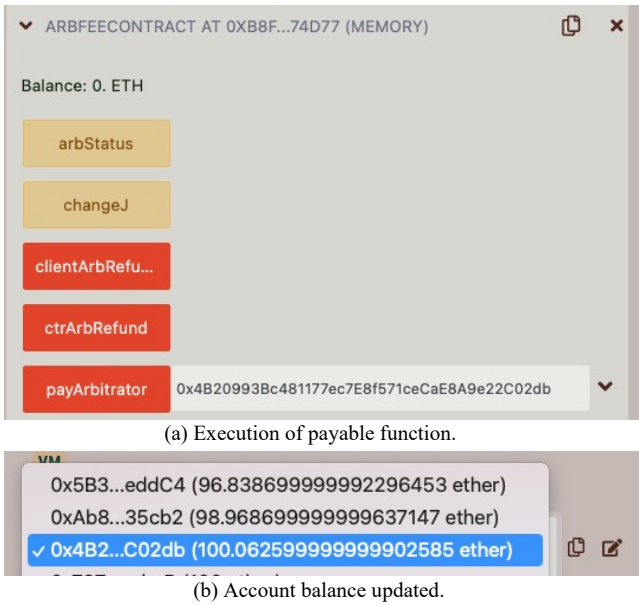 ARBFEECONTRACT AT 0XB8F...74D77 (MEMORY)
Balance: 0. ETH
arbStatus
changeJ
clientArbRefu...
ctrArbRefund
payArbitrator 0x4B20993Bc481177ec7E8f571ceCaE8A9e22C02db
(a) Execution of payable function.
VM
0x5B3...eddC4 (96.838699999992296453 ether)
0xAb8...35cb2 (98.968699999999637147 ether)
✓ 0x4B2...C02db (100.062599999999902585 ether)
(b) Account balance updated.